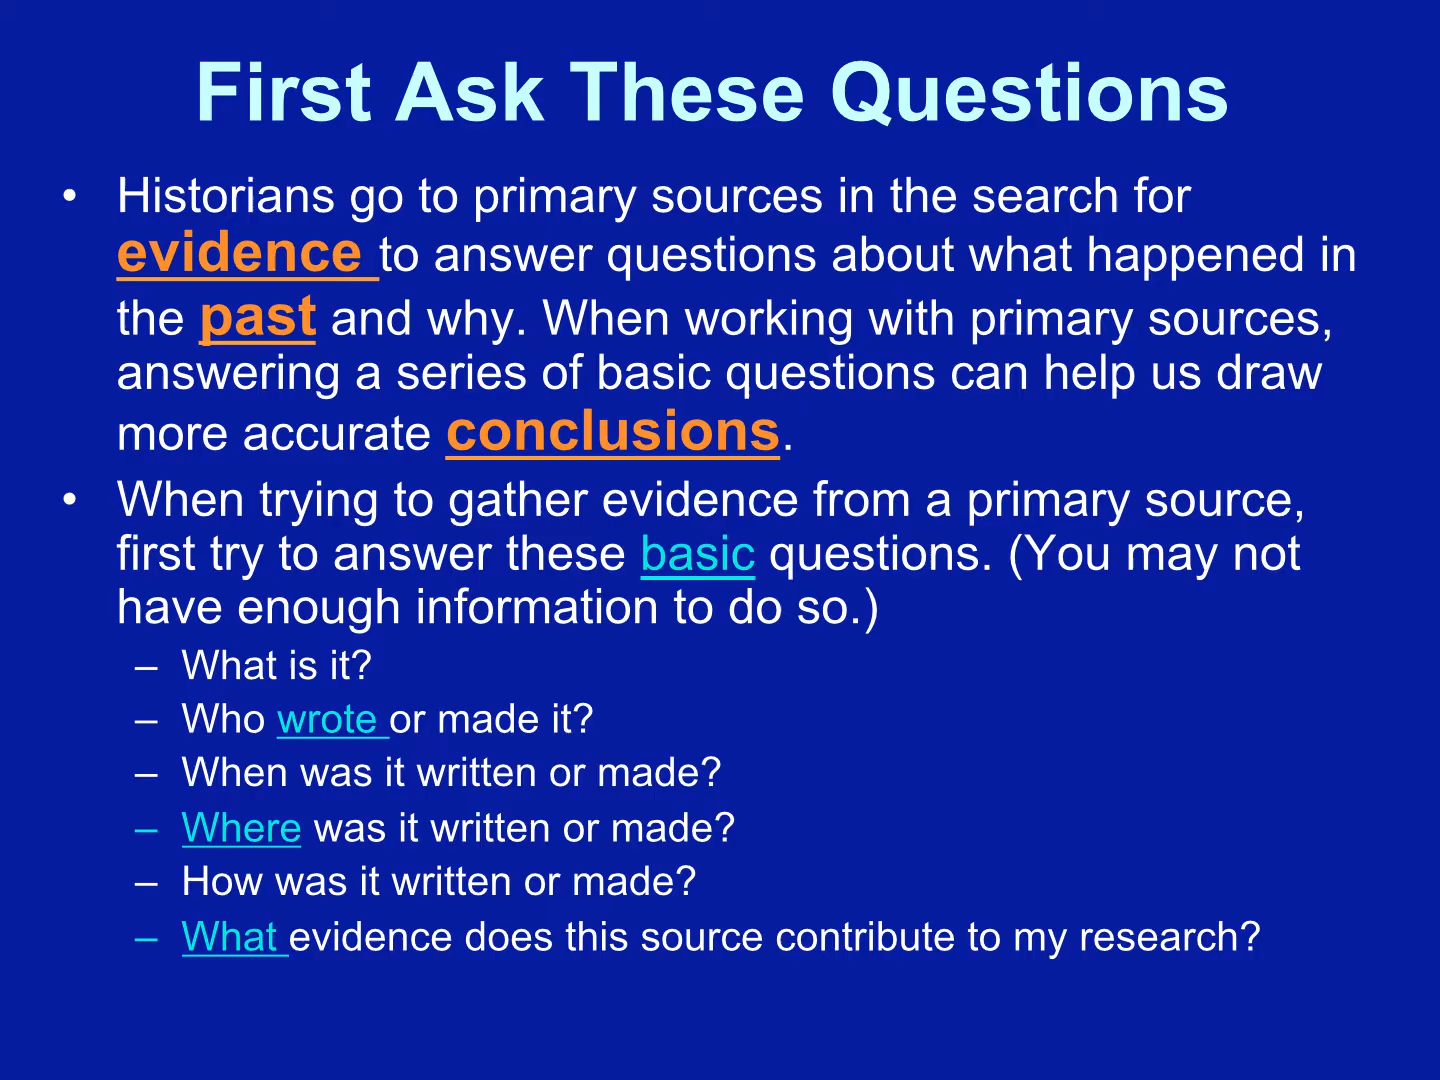 First Ask These Questions
• Historians go to primary sources in the search for
evidence to answer questions about what happened in
the past and why. When working with primary sources,
answering a series of basic questions can help us draw
more accurate conclusions.
• When trying to gather evidence from a primary source,
first try to answer these basic questions. (You may not
have enough information to do so.)
– What is it?
– Who wrote or made it?
– When was it written or made?
– Where was it written or made?
– How was it written or made?
– What evidence does this source contribute to my research?